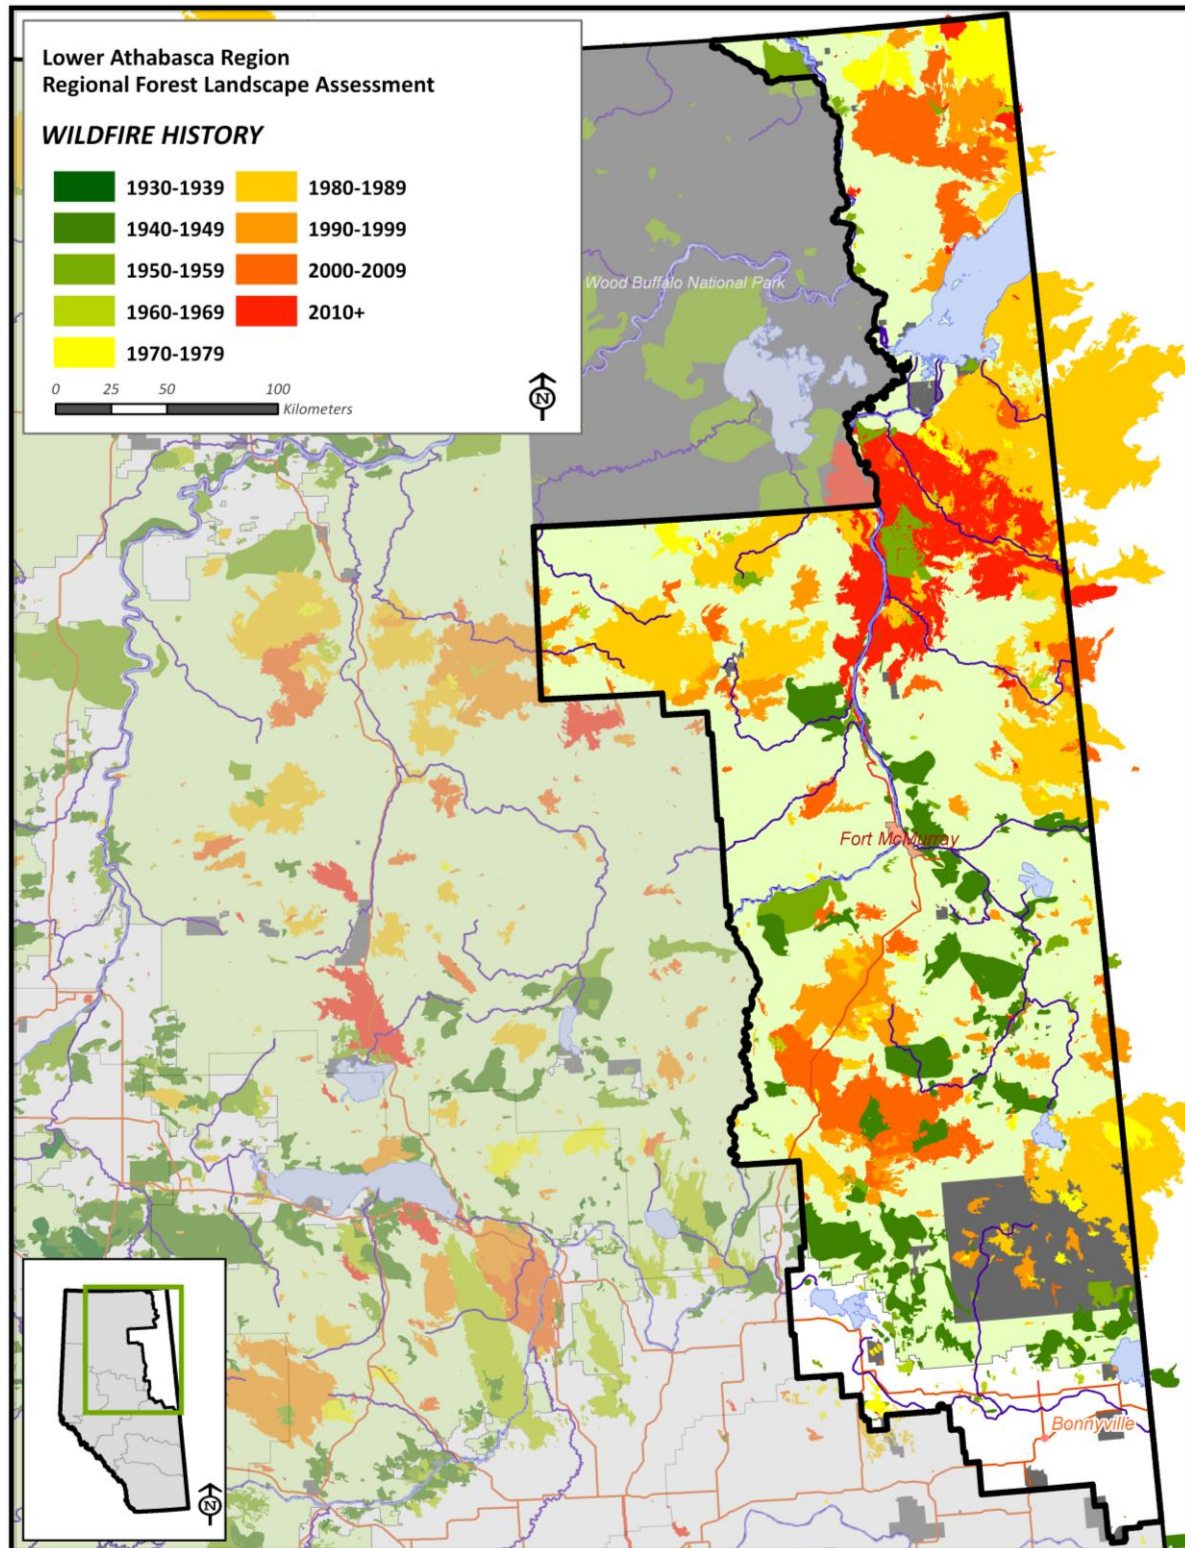 Lower Athabasca Region
Regional Forest Landscape Assessment
WILDFIRE HISTORY
1930-1939
1940-1949
1950-1959
1960-1969
1970-1979
1980-1989
1990-1999
2000-2009
2010+
0 25 50 100
Kilometers
N
Wood Buffalo National Park
Fort McMurray
Bonnyville
N